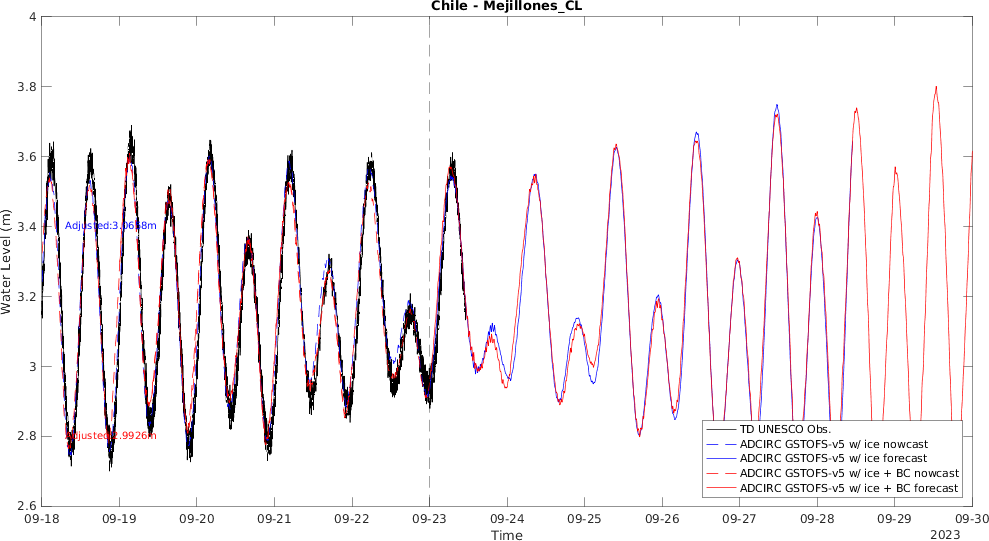 Chile - Mejillones_CL
4
3.8
3.6
3.4
3.2
3
2.8
2.6
Water Level (m)
Adjusted:3.0658m
Adjusted:2.9926m
TD UNESCO Obs.
ADCIRC GSTOFS-v5 w/ ice nowcast
ADCIRC GSTOFS-v5 w/ ice forecast
ADCIRC GSTOFS-v5 w/ ice + BC nowcast
ADCIRC GSTOFS-v5 w/ ice + BC forecast
09-18 09-19 09-20 09-21 09-22 09-23 09-24 09-25 09-26 09-27 09-28 09-29 09-30
Time
2023